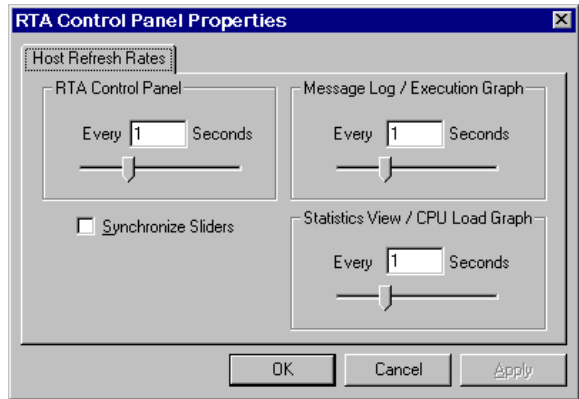 RTA Control Panel Properties
Host Refresh Rates
RTA Control Panel
Every 1 Seconds
Synchronize Sliders
Message Log / Execution Graph
Every 1 Seconds
Statistics View / CPU Load Graph
Every 1 Seconds
OK Cancel Apply